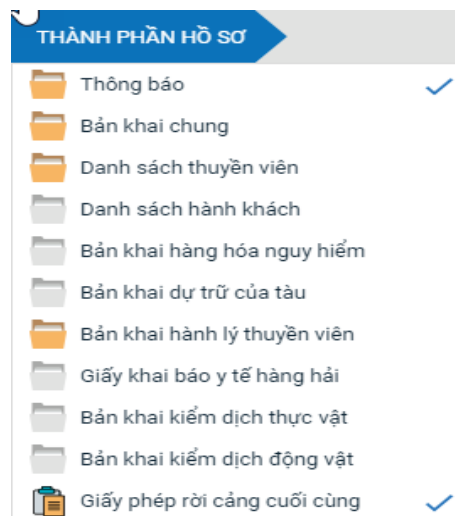 THÀNH PHẦN HỒ SƠ
Thông báo
Bản khai chung
Danh sách thuyền viên
Danh sách hành khách
Bản khai hàng hóa nguy hiểm
Bản khai dự trữ của tàu
Bản khai hành lý thuyền viên
Giấy khai báo y tế hàng hải
Bản khai kiểm dịch thực vật
Bản khai kiểm dịch động vật
Giấy phép rời cảng cuối cùng